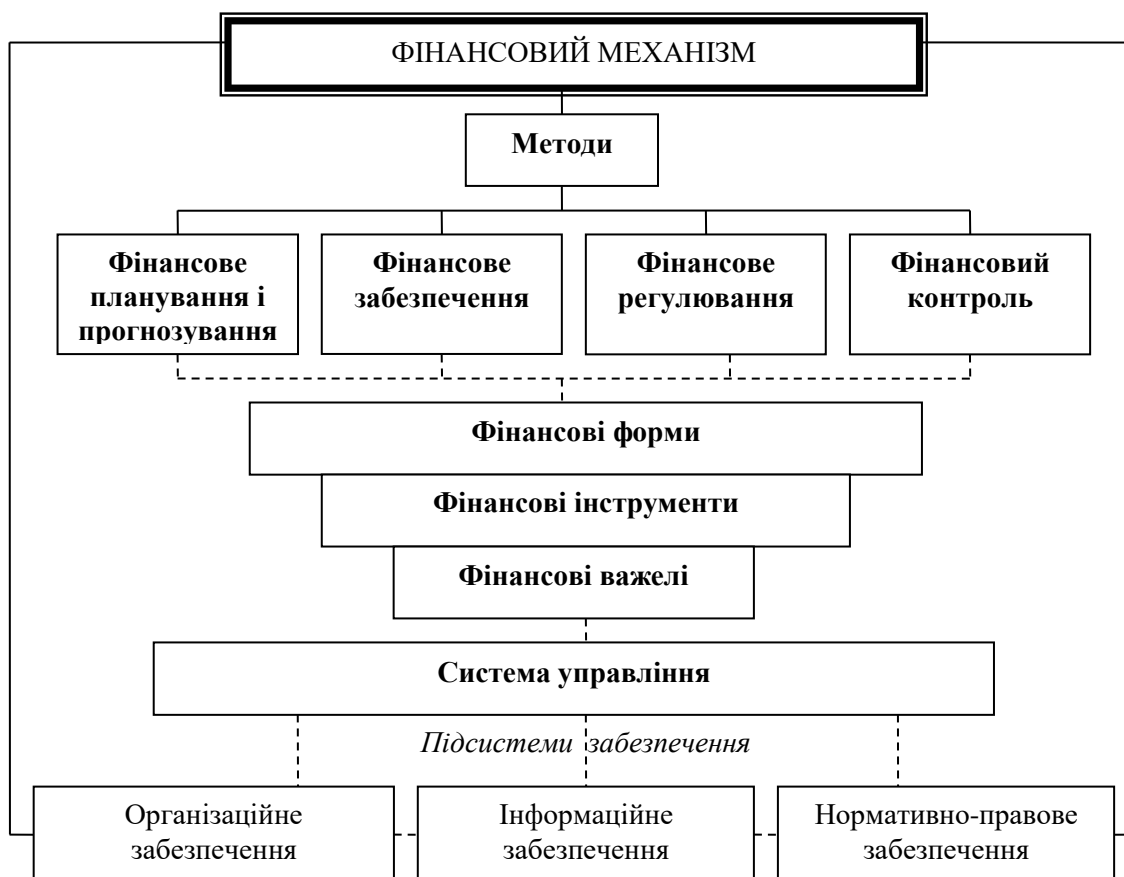 ФІНАНСОВИЙ МЕХАНІЗМ
Методи
Фінансове
планування і
прогнозування
Фінансове
забезпечення
Фінансове
регулювання
Фінансовий
контроль
Фінансові форми
Фінансові інструменти
Фінансові важелі
Система управління
Підсистеми забезпечення
Організаційне
забезпечення
Інформаційне
забезпечення
Нормативно-правове
забезпечення